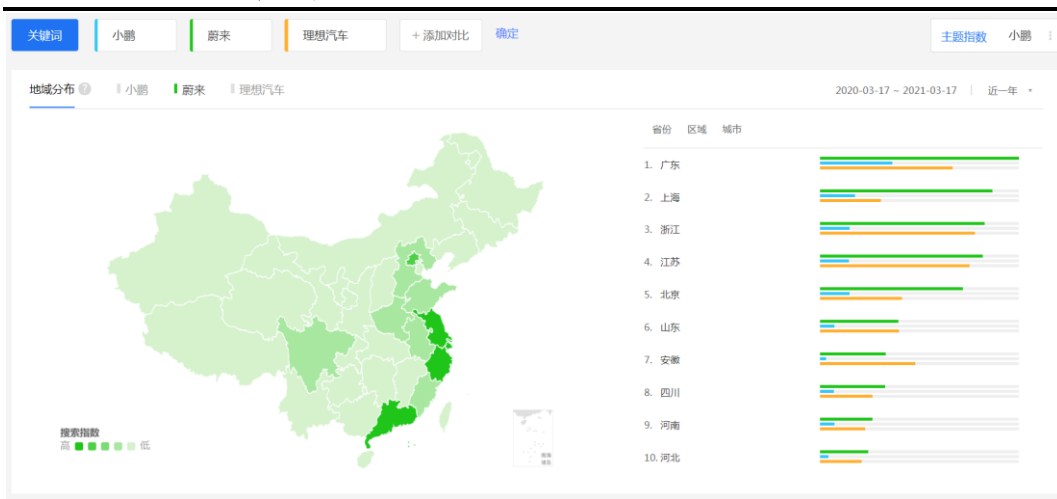 关键词 小鹏 蔚来 理想汽车 +添加对比 确定 主题指数 小鹏
地域分布 ? 小鹏 蔚来 理想汽车 2020-03-17 ~ 2021-03-17 近一年
省份 区域 城市
1. 广东
2. 上海
3. 浙江
4. 江苏
5. 北京
6. 山东
7. 安徽
8. 四川
9. 河南
10. 河北
搜索指数
高 低
南海
诸岛